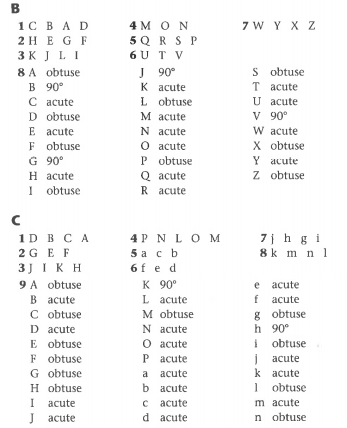 B
1 C B A D
2 H E G F
3 K J L I
4 M O N
5 Q R S P
6 U T V
7 W Y X Z
8 A obtuse
B 90°
C acute
D obtuse
E acute
F obtuse
G 90°
H acute
I obtuse
J 90°
K acute
L obtuse
M acute
N acute
O acute
P obtuse
Q acute
R acute
S obtuse
T acute
U acute
V 90°
W acute
X obtuse
Y acute
Z obtuse
C
1 D B C A
2 G E F
3 J I K H
4 P N L O M
5 a c b
6 f e d
7 j h g i
8 k m n l
9 A obtuse
B acute
C obtuse
D acute
E obtuse
F obtuse
G obtuse
H obtuse
I acute
J acute
K 90°
L acute
M obtuse
N acute
O acute
P acute
a acute
b acute
c acute
d acute
e acute
f acute
g obtuse
h 90°
i obtuse
j acute
k acute
l obtuse
m acute
n obtuse